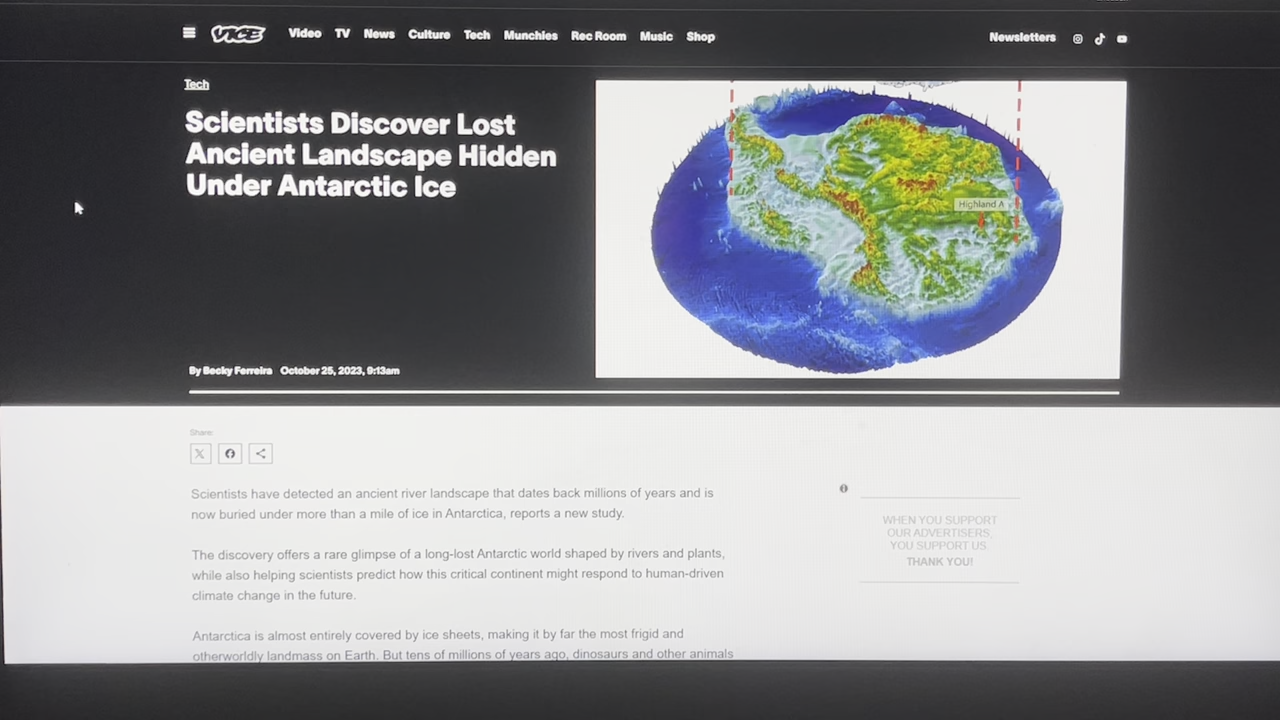 VICE Video TV News Culture Tech Munchies Rec Room Music Shop Newsletters
Tech
Scientists Discover Lost
Ancient Landscape Hidden
Under Antarctic Ice
Highland A
By Becky Ferreira October 25, 2023, 9:13am
Share:
Scientists have detected an ancient river landscape that dates back millions of years and is
now buried under more than a mile of ice in Antarctica, reports a new study.
The discovery offers a rare glimpse of a long-lost Antarctic world shaped by rivers and plants,
while also helping scientists predict how this critical continent might respond to human-driven
climate change in the future.
Antarctica is almost entirely covered by ice sheets, making it by far the most frigid and
otherworldly landmass on Earth. But tens of millions of years ago, dinosaurs and other animals
WHEN YOU SUPPORT
OUR ADVERTISERS,
YOU SUPPORT US.
THANK YOU!